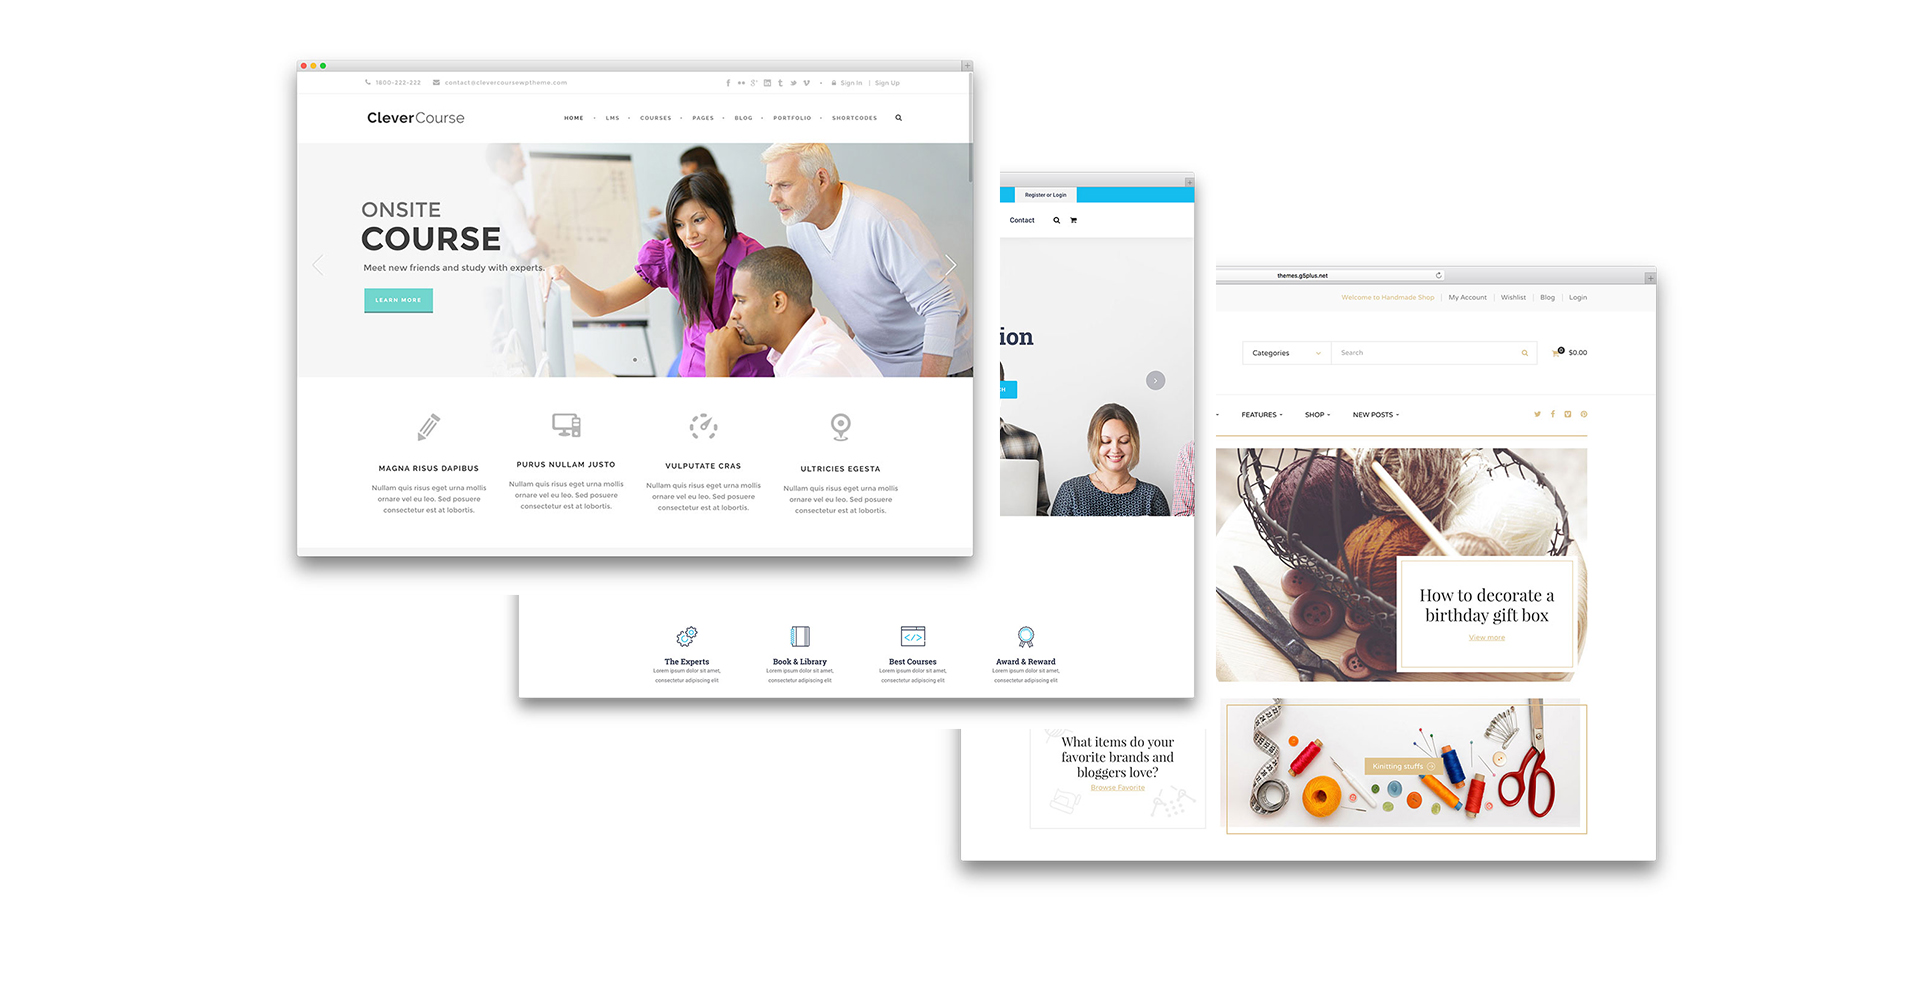 1800-222-222 contact@clevercoursewptheme.com Sign In | Sign Up
CleverCourse
HOME LMS COURSES PAGES BLOG PORTFOLIO SHORTCODES
ONSITE
COURSE
Meet new friends and study with experts.
LEARN MORE
MAGNA RISUS DAPIBUS
Nullam quis risus eget urna mollis
ornare vel eu leo. Sed posuere
consectetur est at lobortis.
PURUS NULLAM JUSTO
Nullam quis risus eget urna mollis
ornare vel eu leo. Sed posuere
consectetur est at lobortis.
VULPUTATE CRAS
Nullam quis risus eget urna mollis
ornare vel eu leo. Sed posuere
consectetur est at lobortis.
ULTRICIES EGESTA
Nullam quis risus eget urna mollis
ornare vel eu leo. Sed posuere
consectetur est at lobortis.
Register or Login
Contact
ion
CH
The Experts
Lorem ipsum dolor sit amet,
consectetur adipiscing elit
Book & Library
Lorem ipsum dolor sit amet,
consectetur adipiscing elit
Best Courses
Lorem ipsum dolor sit amet,
consectetur adipiscing elit
Award & Reward
Lorem ipsum dolor sit amet,
consectetur adipiscing elit
themes.g5plus.net
Welcome to Handmade Shop | My Account | Wishlist | Blog | Login
Categories Search 0 $0.00
FEATURES SHOP NEW POSTS
How to decorate a
birthday gift box
View more
What items do your
favorite brands and
bloggers love?
Browse Favorite
Kinitting stuffs